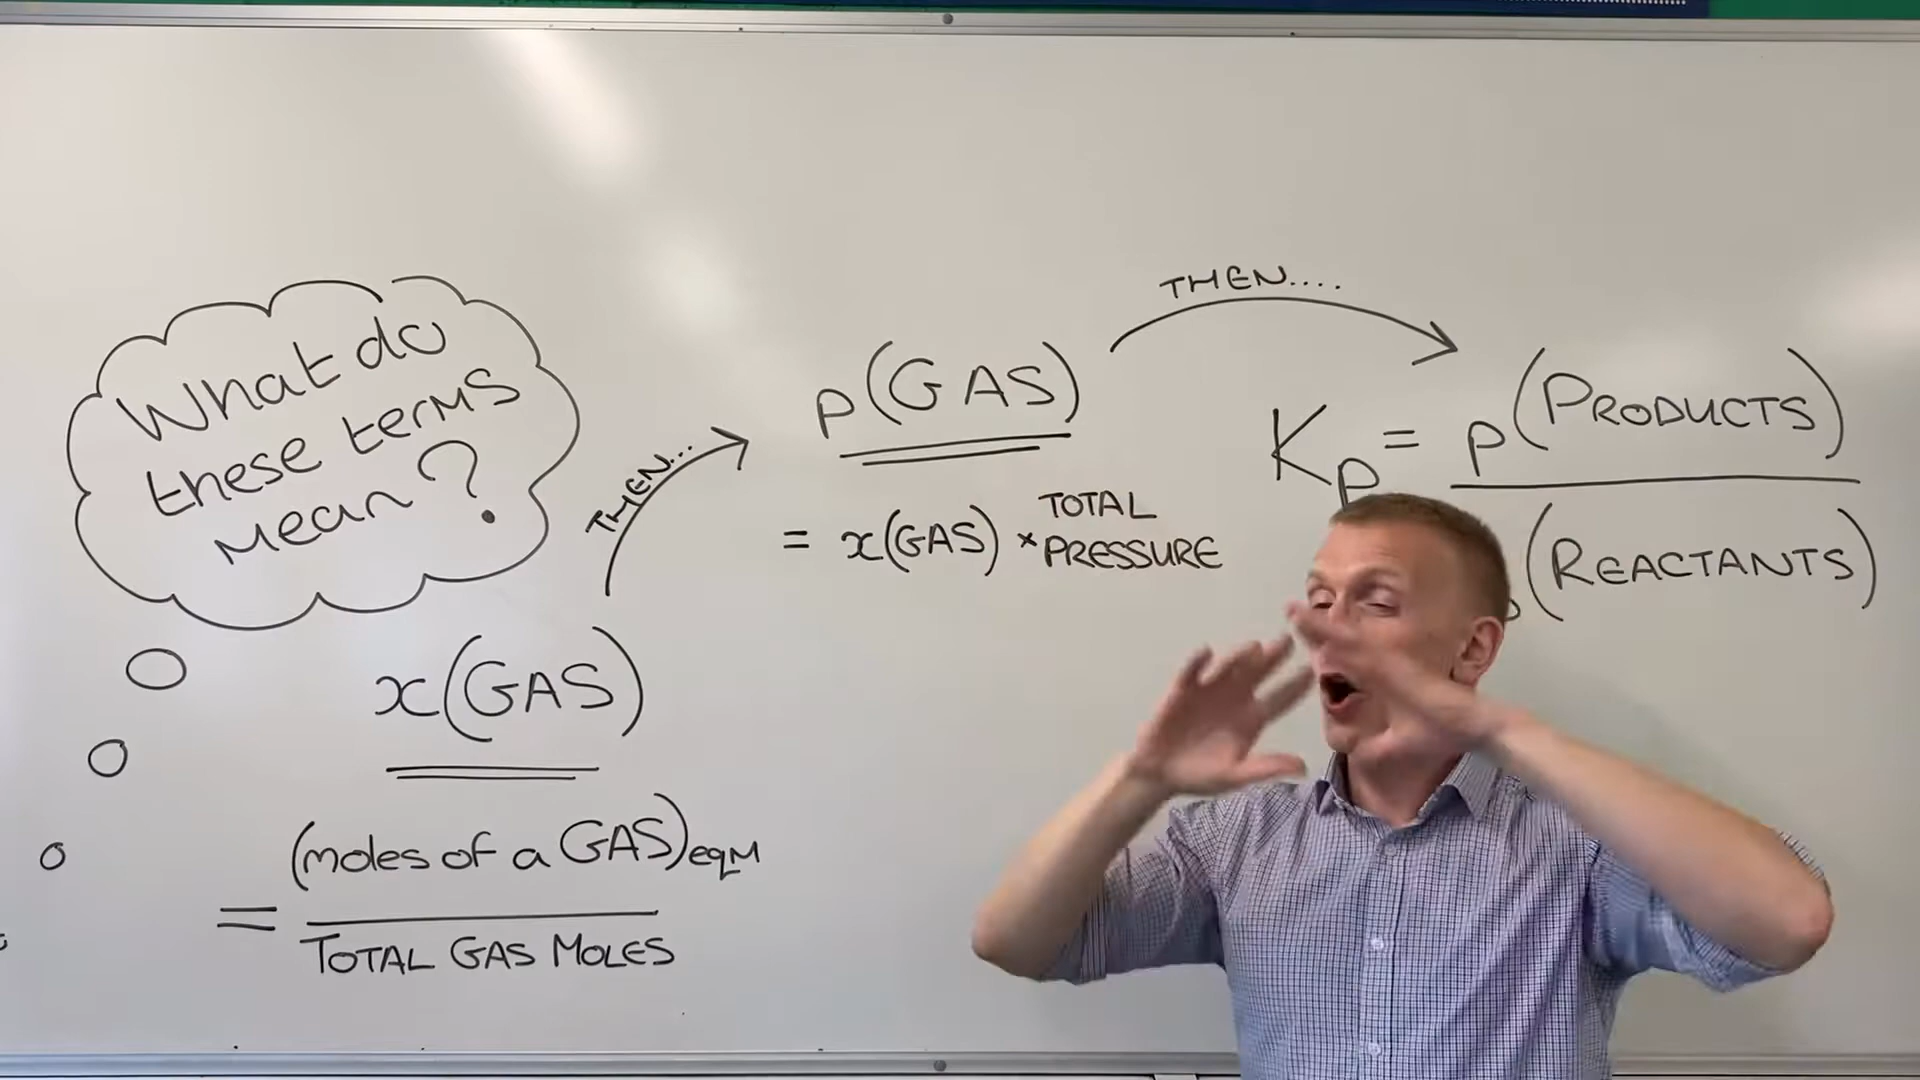 What do
these terms
mean?
x(GAS)
= (moles of a GAS)eqm
TOTAL GAS MOLES
THEN...
p(GAS)
= x(GAS) × TOTAL
PRESSURE
THEN....
Kp = p(PRODUCTS)
(REACTANTS)